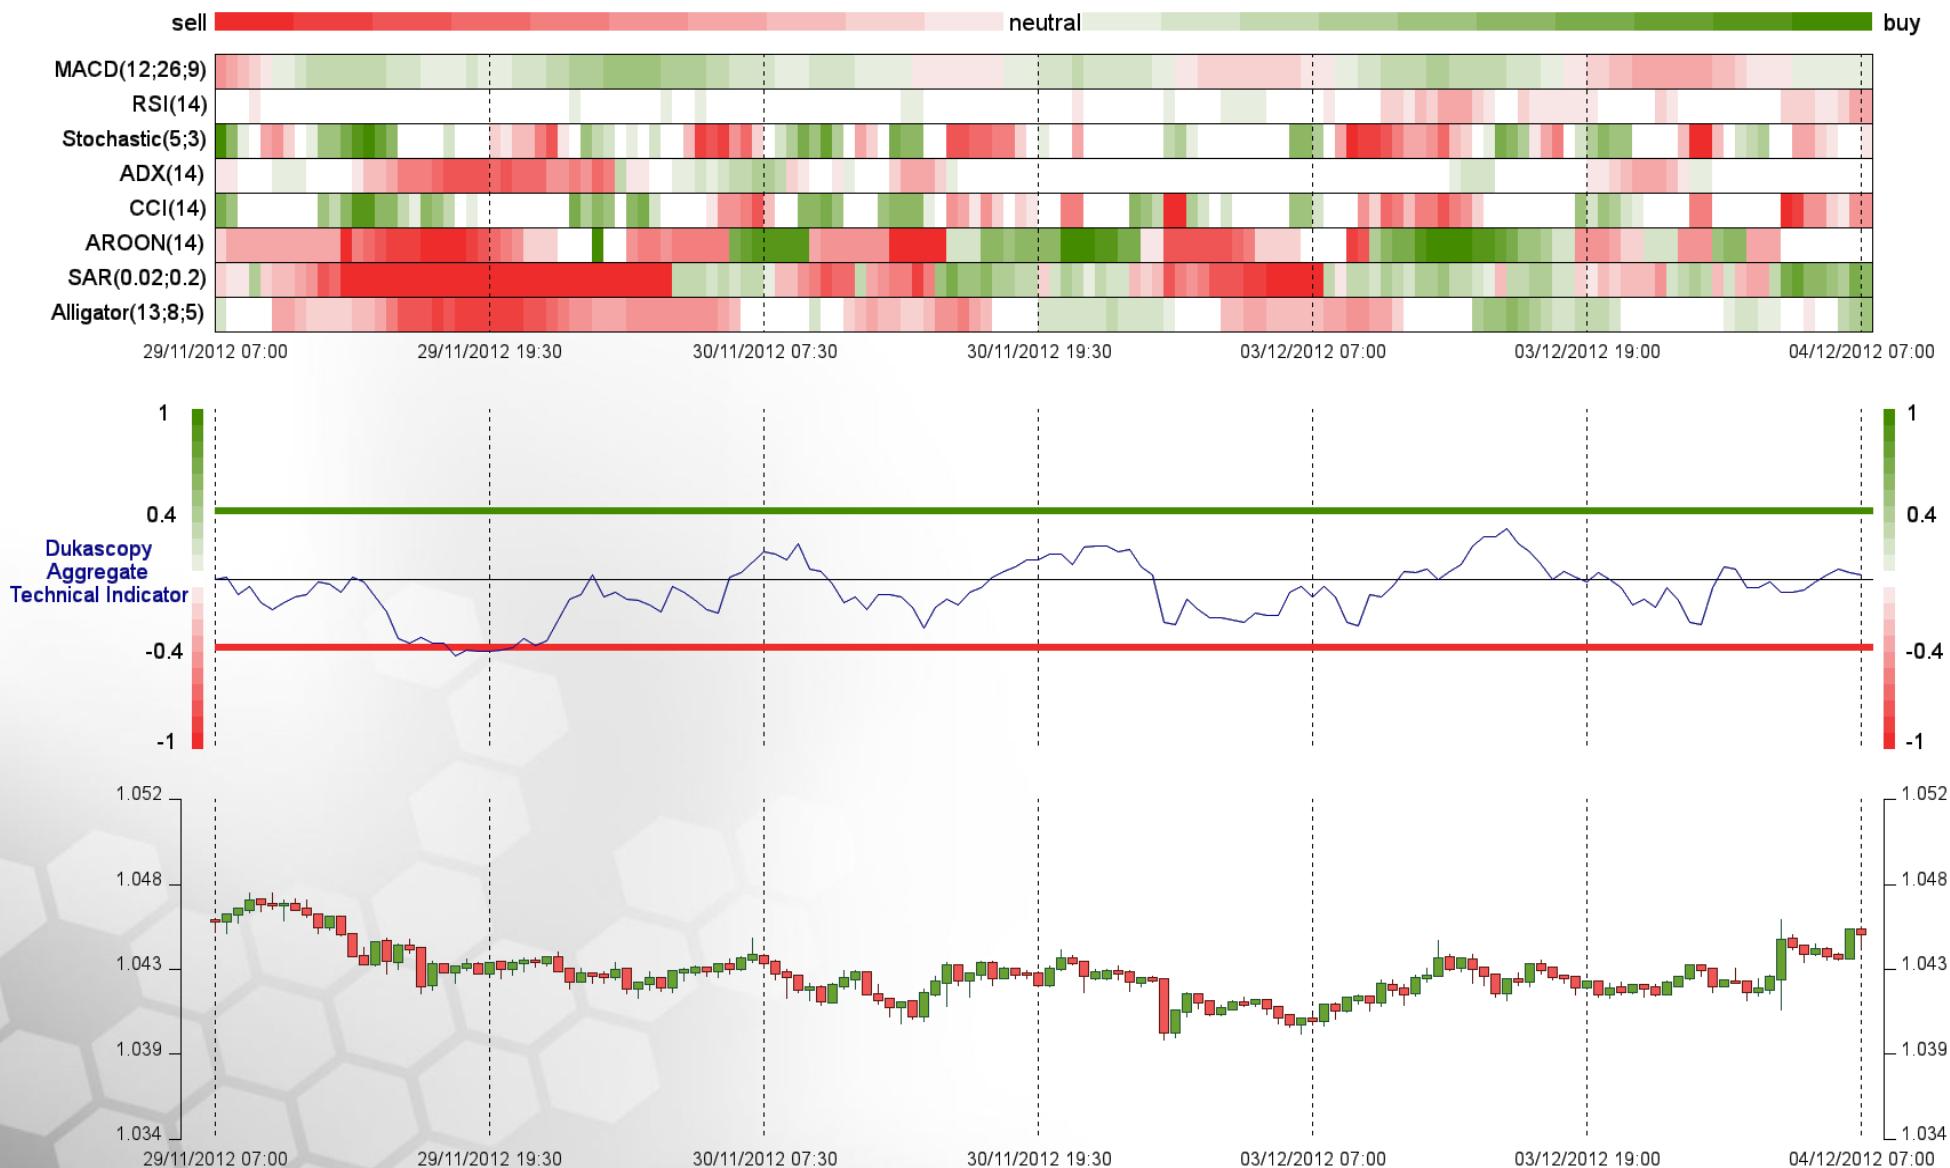 sell neutral buy
MACD(12;26;9)
RSI(14)
Stochastic(5;3)
ADX(14)
CCI(14)
AROON(14)
SAR(0.02;0.2)
Alligator(13;8;5)
29/11/2012 07:00 29/11/2012 19:30 30/11/2012 07:30 30/11/2012 19:30 03/12/2012 07:00 03/12/2012 19:00 04/12/2012 07:00
1 1
0.4 0.4
Dukascopy
Aggregate
Technical Indicator
-0.4 -0.4
-1 -1
1.052 1.052
1.048 1.048
1.043 1.043
1.039 1.039
1.034 1.034
29/11/2012 07:00 29/11/2012 19:30 30/11/2012 07:30 30/11/2012 19:30 03/12/2012 07:00 03/12/2012 19:00 04/12/2012 07:00